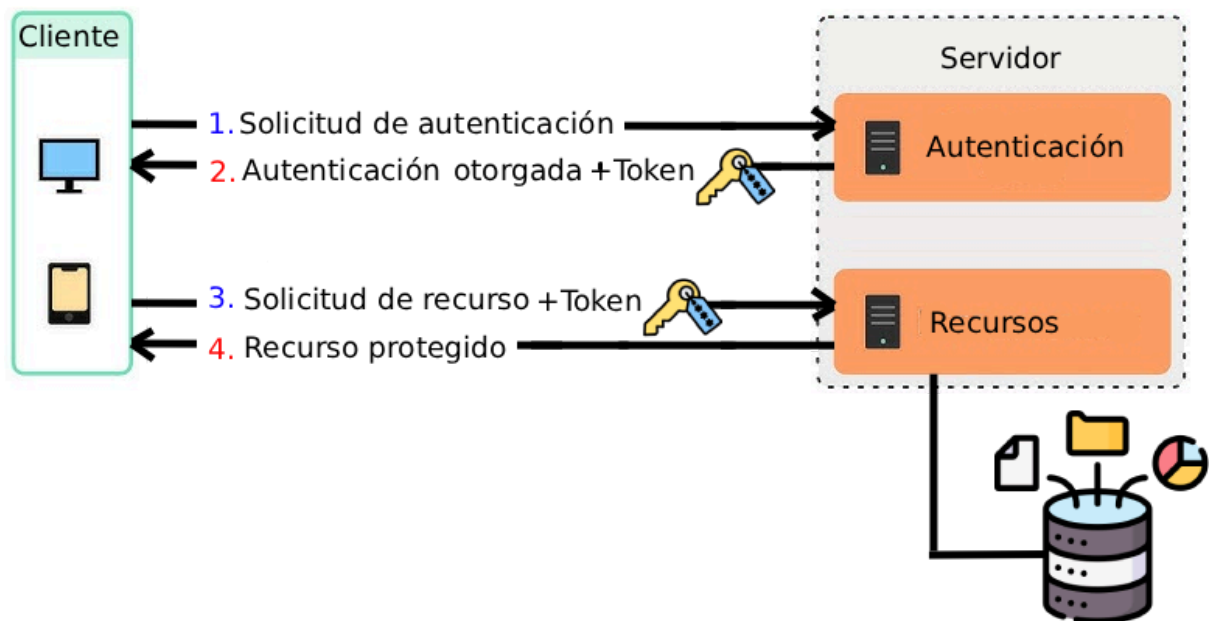 Cliente
Servidor
1. Solicitud de autenticación
Autenticación
2. Autenticación otorgada +Token
3. Solicitud de recurso +Token
Recursos
4. Recurso protegido